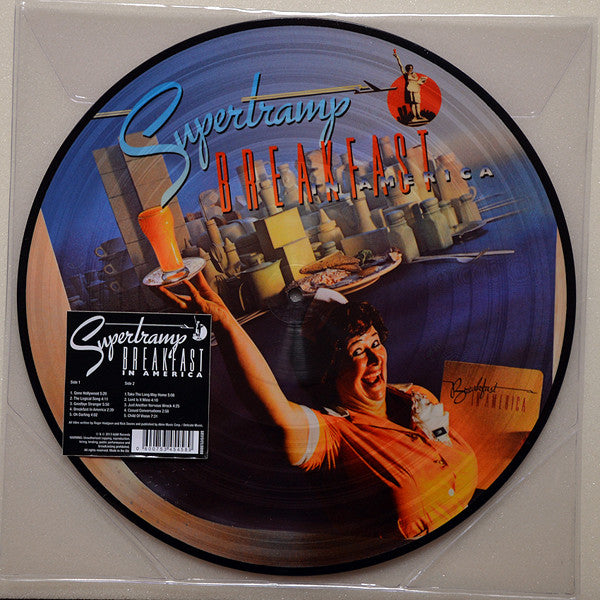 Supertramp
BREAKFAST
IN AMERICA
Supertramp
BREAKFAST
IN AMERICA
Side 1
1. Gone Hollywood 5:20
2. The Logical Song 4:11
3. Goodbye Stranger 5:50
4. Breakfast In America 2:39
5. Oh Darling 4:02
Side 2
1. Take The Long Way Home 5:08
2. Lord Is It Mine 4:10
3. Just Another Nervous Wreck 4:25
4. Casual Conversations 2:58
5. Child Of Vision 7:31
Breakfast
IN AMERICA